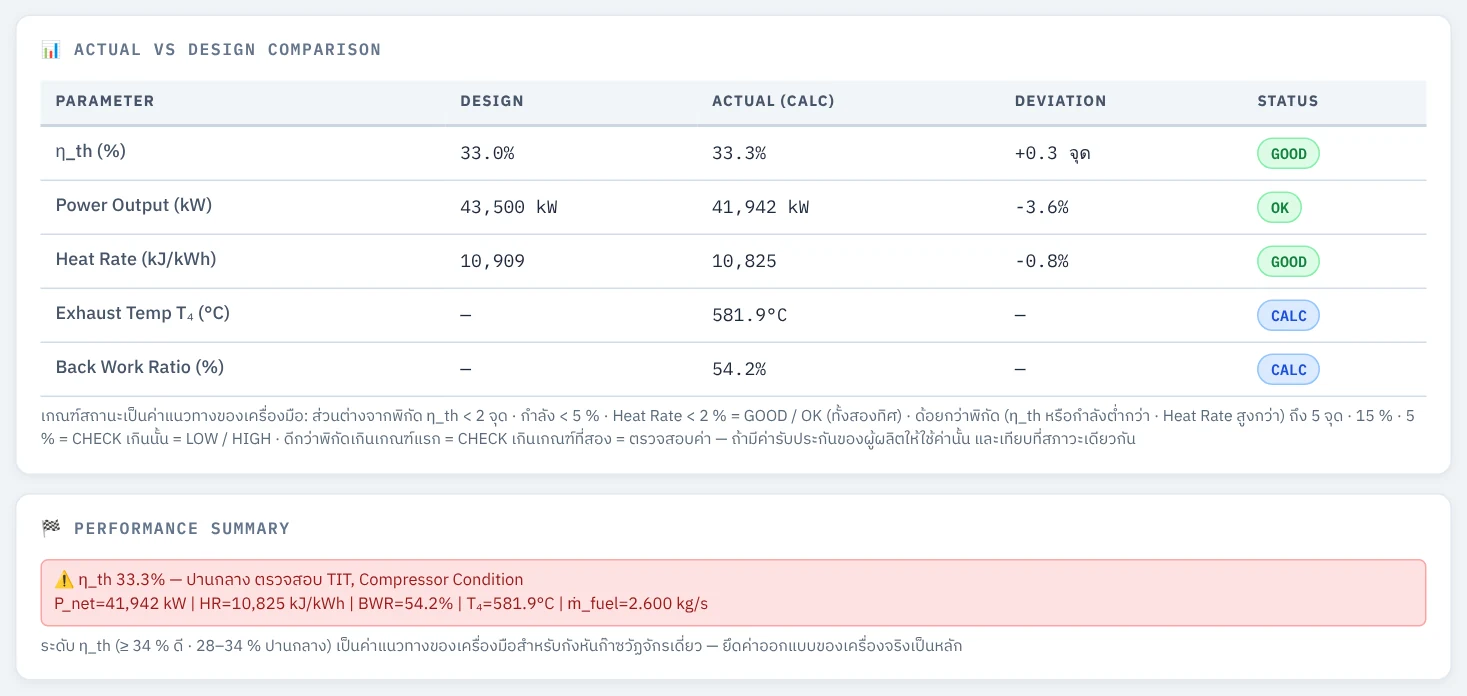 📊 ACTUAL VS DESIGN COMPARISON
PARAMETER DESIGN ACTUAL (CALC) DEVIATION STATUS
η_th (%) 33.0% 33.3% +0.3 จุด GOOD
Power Output (kW) 43,500 kW 41,942 kW -3.6% OK
Heat Rate (kJ/kWh) 10,909 10,825 -0.8% GOOD
Exhaust Temp T₄ (°C) — 581.9°C — CALC
Back Work Ratio (%) — 54.2% — CALC
เกณฑ์สถานะเป็นค่าแนวทางของเครื่องมือ: ส่วนต่างจากพิกัด η_th < 2 จุด · กำลัง < 5 % · Heat Rate < 2 % = GOOD / OK (ทั้งสองทิศ) · ด้อยกว่าพิกัด (η_th หรือกำลังต่ำกว่า · Heat Rate สูงกว่า) ถึง 5 จุด · 15 % · 5
% = CHECK เกินนั้น = LOW / HIGH · ดีกว่าพิกัดเกินเกณฑ์แรก = CHECK เกินเกณฑ์ที่สอง = ตรวจสอบค่า — ถ้ามีค่ารับประกันของผู้ผลิตให้ใช้ค่านั้น และเทียบที่สภาวะเดียวกัน
🏁 PERFORMANCE SUMMARY
⚠️ η_th 33.3% — ปานกลาง ตรวจสอบ TIT, Compressor Condition
P_net=41,942 kW | HR=10,825 kJ/kWh | BWR=54.2% | T₄=581.9°C | ṁ_fuel=2.600 kg/s
ระดับ η_th (≥ 34 % ดี · 28–34 % ปานกลาง) เป็นค่าแนวทางของเครื่องมือสำหรับกังหันก๊าซวัฏจักรเดี่ยว — ยึดค่าออกแบบของเครื่องจริงเป็นหลัก